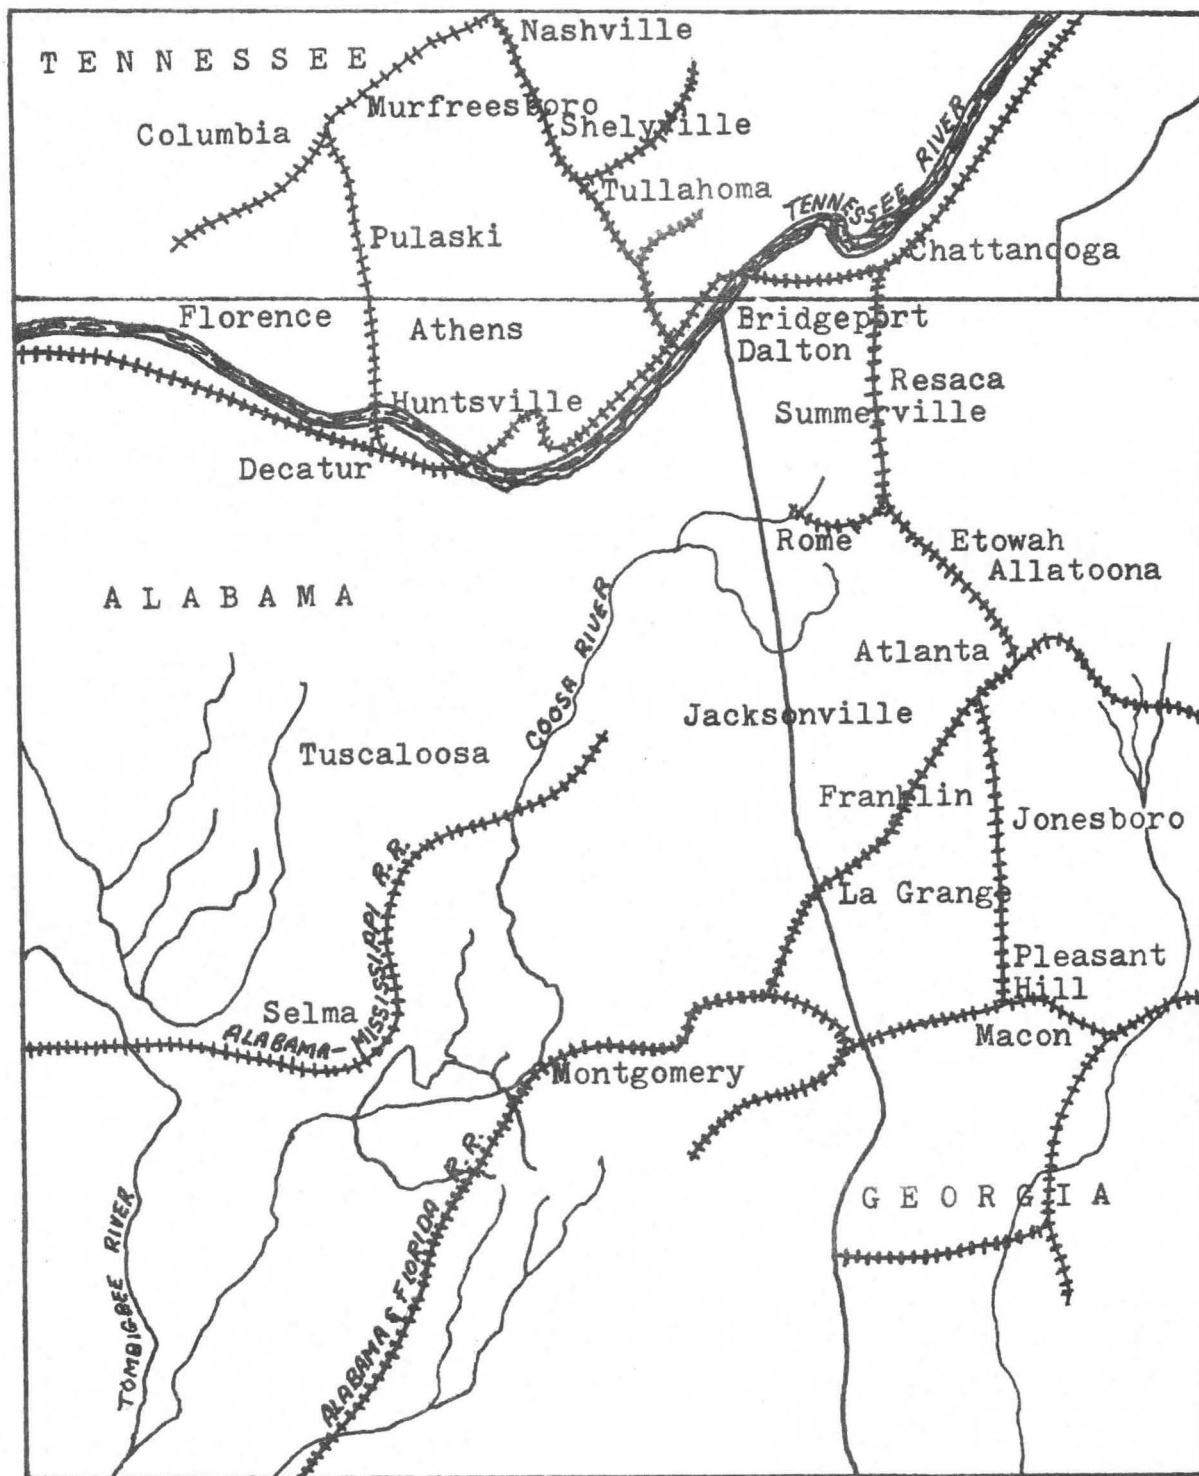 Nashville
TENNESSEE
Murfreesboro
Columbia
Shelyville
Tullahoma
TENNESSEE RIVER
Pulaski
Chattandoga
Florence
Athens
Bridgeport
Dalton
Resaca
Huntsville
Summerville
Decatur
Rome
Etowah
Allatoona
ALABAMA
COOSA RIVER
Atlanta
Jacksonville
Tuscaloosa
Franklin
Jonesboro
La Grange
Pleasant
Hill
Selma
ALABAMA-MISSISSIPPI R.R.
Macon
Montgomery
GEORGIA
TOMBIGBEE RIVER
ALABAMA & FLORIDA R.R.